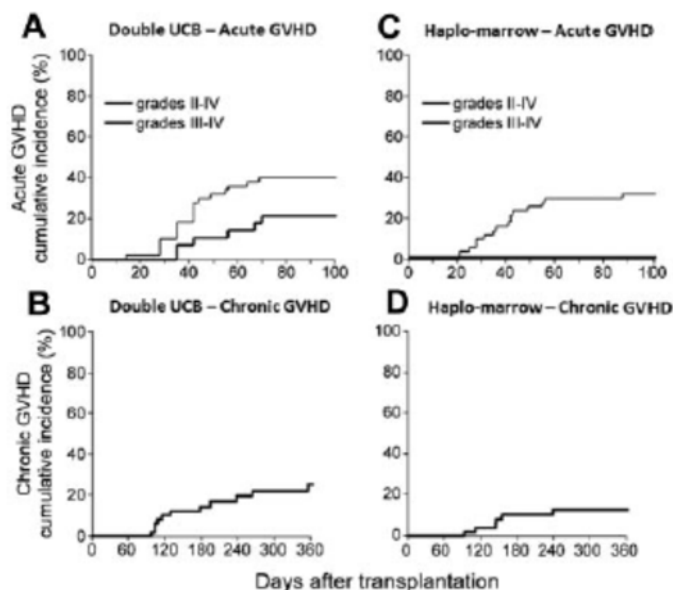 A
Double UCB – Acute GVHD
Acute GVHD
cumulative incidence (%)
100
80
60
40
20
0
grades II-IV
grades III-IV
0 20 40 60 80 100
C
Haplo-marrow – Acute GVHD
100
80
60
40
20
0
grades II-IV
grades III-IV
0 20 40 60 80 100
B
Double UCB – Chronic GVHD
Chronic GVHD
cumulative incidence (%)
100
80
60
40
20
0
0 60 120 180 240 300 360
D
Haplo-marrow – Chronic GVHD
100
80
60
40
20
0
0 60 120 180 240 300 360
Days after transplantation